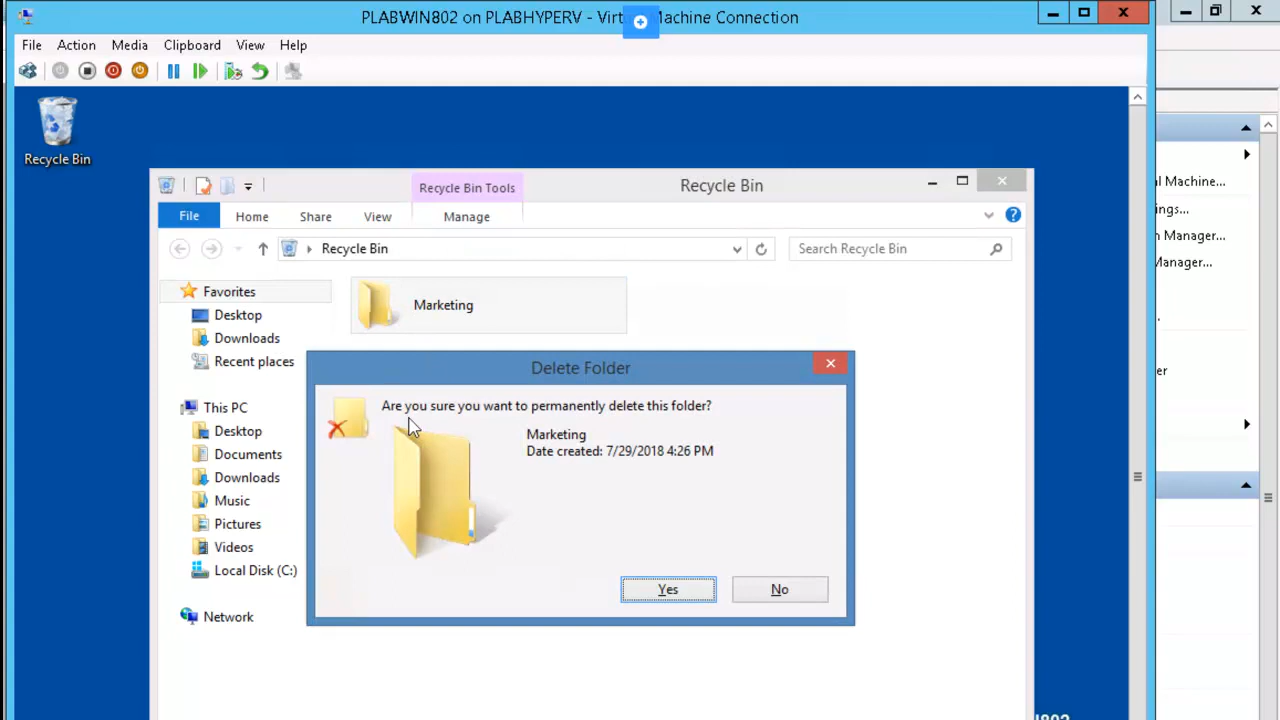 PLABWIN802 on PLABHYPERV - Virt Machine Connection
File Action Media Clipboard View Help
Recycle Bin
Recycle Bin Tools
Recycle Bin
File Home Share View Manage
Recycle Bin
Search Recycle Bin
Favorites
Desktop
Downloads
Recent places
This PC
Desktop
Documents
Downloads
Music
Pictures
Videos
Local Disk (C:)
Network
Marketing
Delete Folder
Are you sure you want to permanently delete this folder?
Marketing
Date created: 7/29/2018 4:26 PM
Yes No
l Machine...
ngs...
n Manager...
Manager...
er